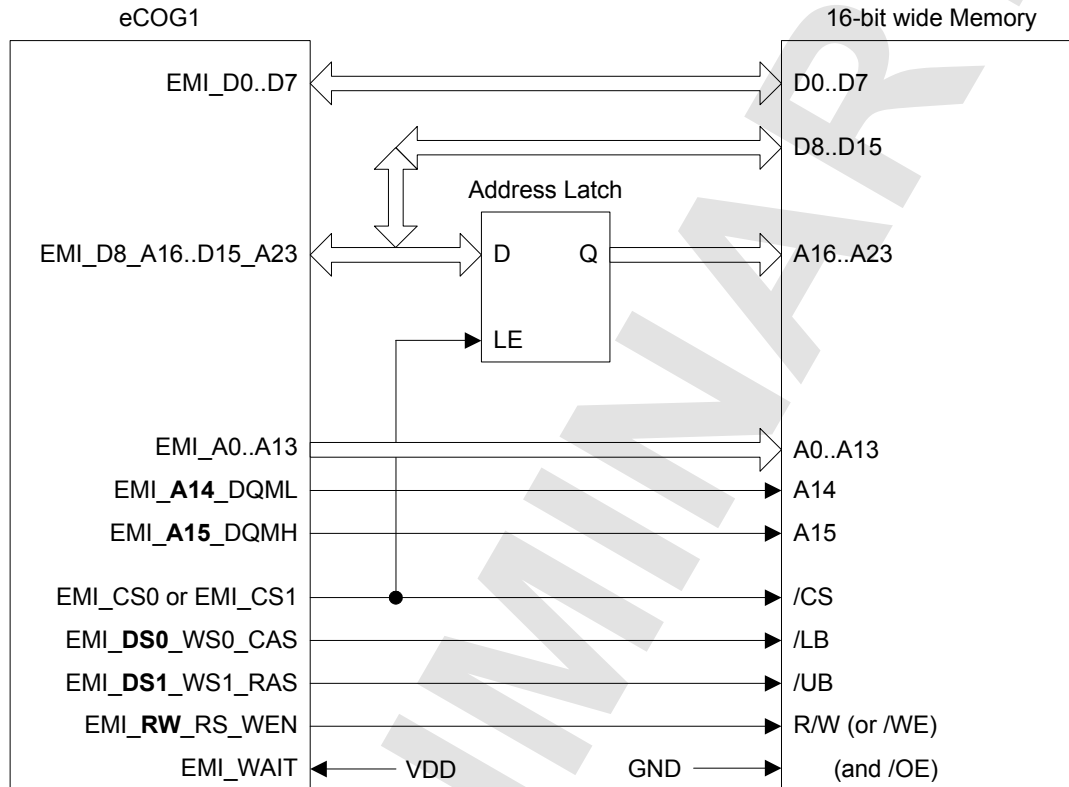 eCOG1 16-bit wide Memory
EMI_D0..D7 D0..D7
D8..D15
Address Latch
EMI_D8_A16..D15_A23 D Q A16..A23
LE
EMI_A0..A13 A0..A13
EMI_A14_DQML A14
EMI_A15_DQMH A15
EMI_CS0 or EMI_CS1 /CS
EMI_DS0_WS0_CAS /LB
EMI_DS1_WS1_RAS /UB
EMI_RW_RS_WEN R/W (or /WE)
EMI_WAIT VDD GND (and /OE)